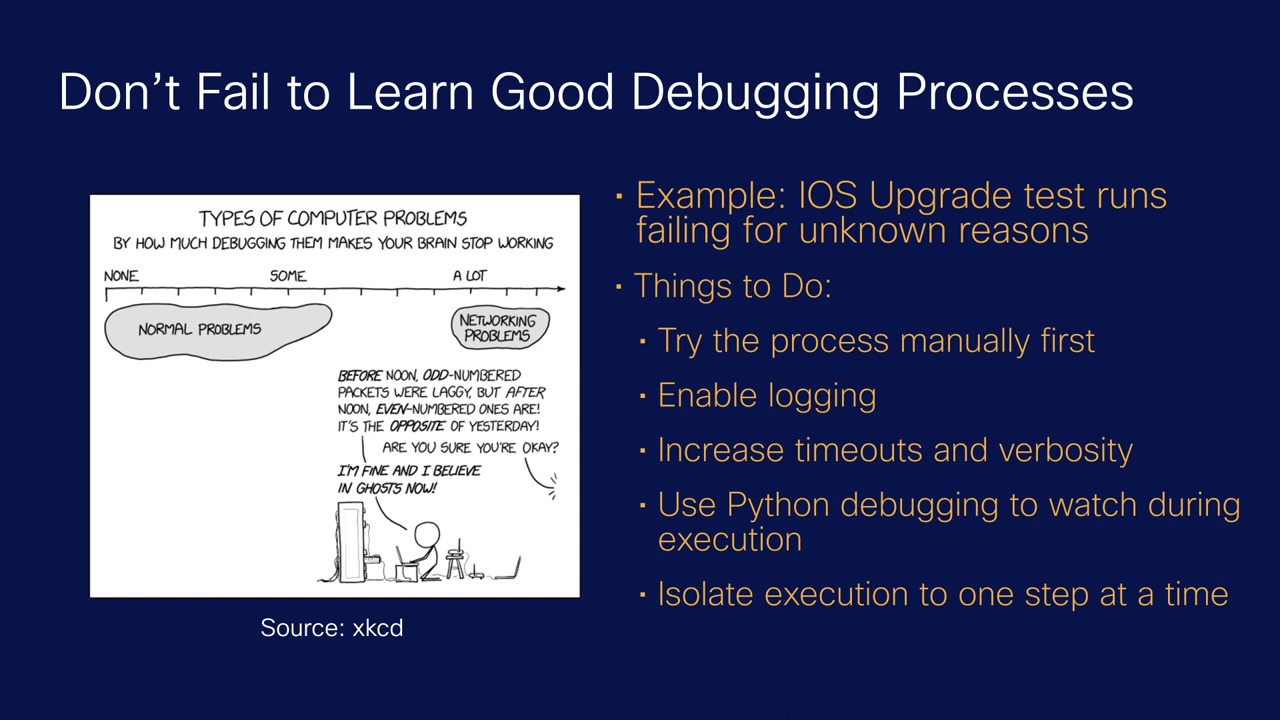 Don’t Fail to Learn Good Debugging Processes
TYPES OF COMPUTER PROBLEMS
BY HOW MUCH DEBUGGING THEM MAKES YOUR BRAIN STOP WORKING
NONE
SOME
A LOT
NORMAL PROBLEMS
NETWORKING
PROBLEMS
BEFORE NOON, ODD-NUMBERED
PACKETS WERE LAGGY, BUT AFTER
NOON, EVEN-NUMBERED ONES ARE!
IT'S THE OPPOSITE OF YESTERDAY!
ARE YOU SURE YOU'RE OKAY?
I'M FINE AND I BELIEVE
IN GHOSTS NOW!
Source: xkcd
· Example: IOS Upgrade test runs
failing for unknown reasons
· Things to Do:
· Try the process manually first
· Enable logging
· Increase timeouts and verbosity
· Use Python debugging to watch during
execution
· Isolate execution to one step at a time